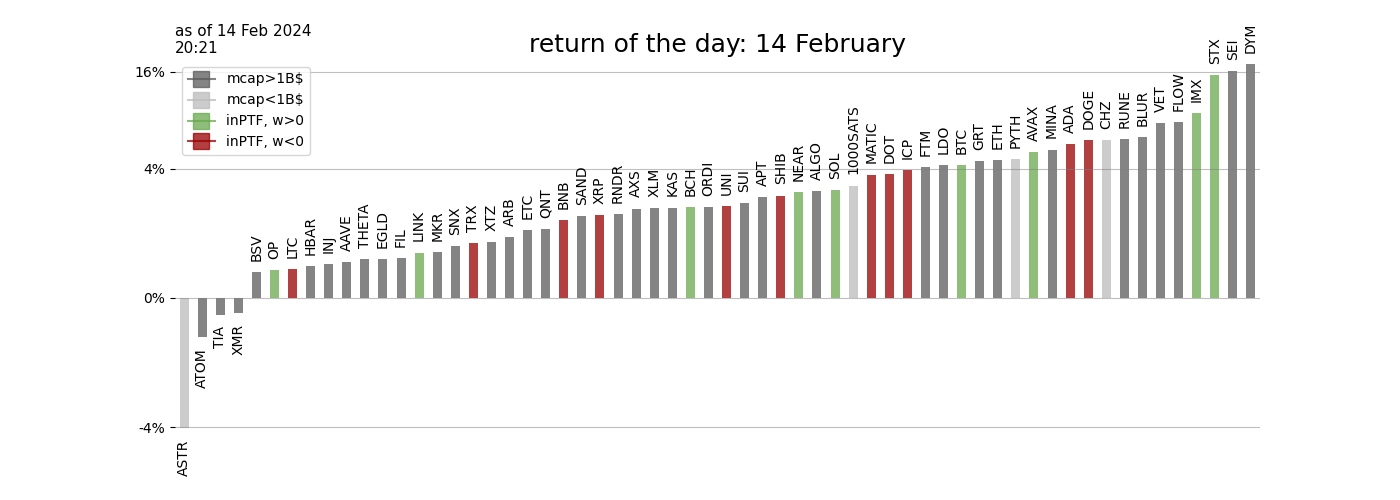 as of 14 Feb 2024
20:21
return of the day: 14 February
mcap>1B$
mcap<1B$
inPTF, w>0
inPTF, w<0
16%
4%
0%
-4%
ASTR
ATOM
TIA
XMR
BSV
OP
LTC
HBAR
INJ
AAVE
THETA
EGLD
FIL
LINK
MKR
SNX
TRX
XTZ
ARB
ETC
QNT
BNB
SAND
XRP
RNDR
AXS
XLM
KAS
BCH
ORDI
UNI
SUI
APT
SHIB
NEAR
ALGO
SOL
1000SATS
MATIC
DOT
ICP
FTM
LDO
BTC
GRT
ETH
PYTH
AVAX
MINA
ADA
DOGE
CHZ
RUNE
BLUR
VET
FLOW
IMX
STX
SEI
DYM